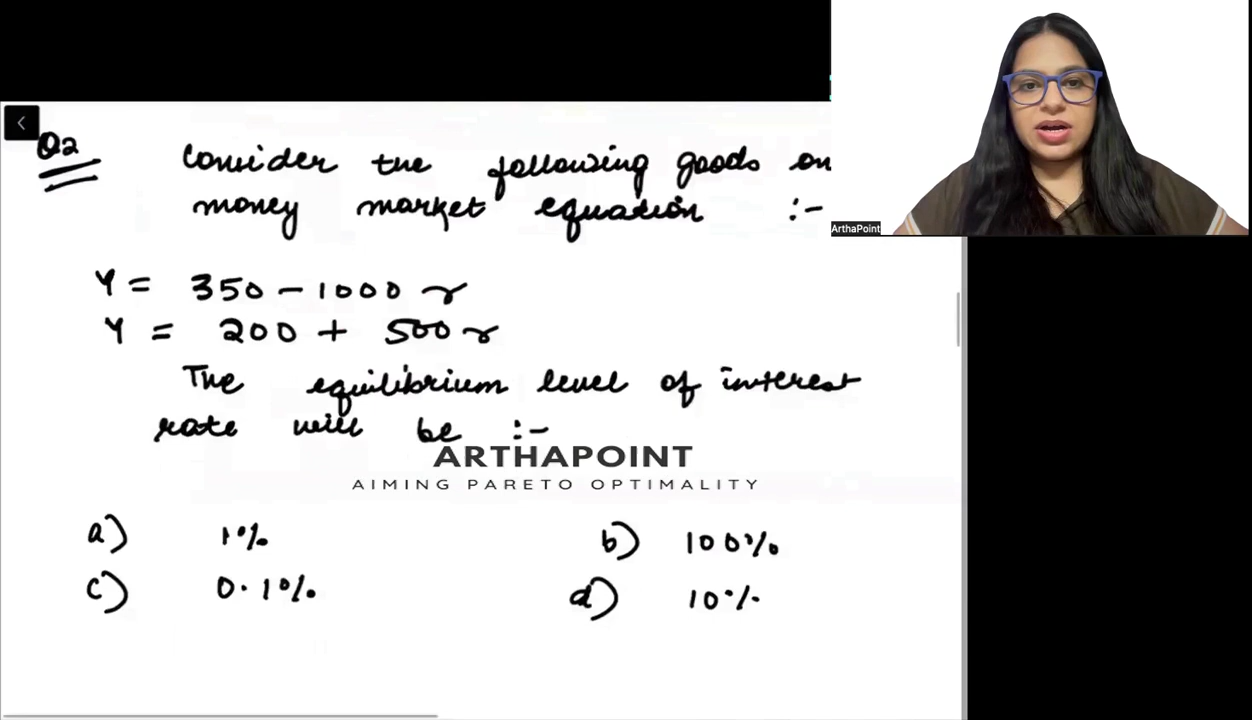 Q2 Consider the following goods an
money market equation :-
Y = 350 - 1000 r
Y = 200 + 500 r
The equilibrium level of interest
rate will be :-
ARTHAPOINT
AIMING PARETO OPTIMALITY
a) 1% b) 100%
c) 0.1% d) 10%
ArthaPoint